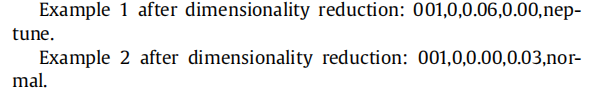 Example 1 after dimensionality reduction: 001,0,0.06,0.00,nep-
tune.
Example 2 after dimensionality reduction: 001,0,0.00,0.03,nor-
mal.